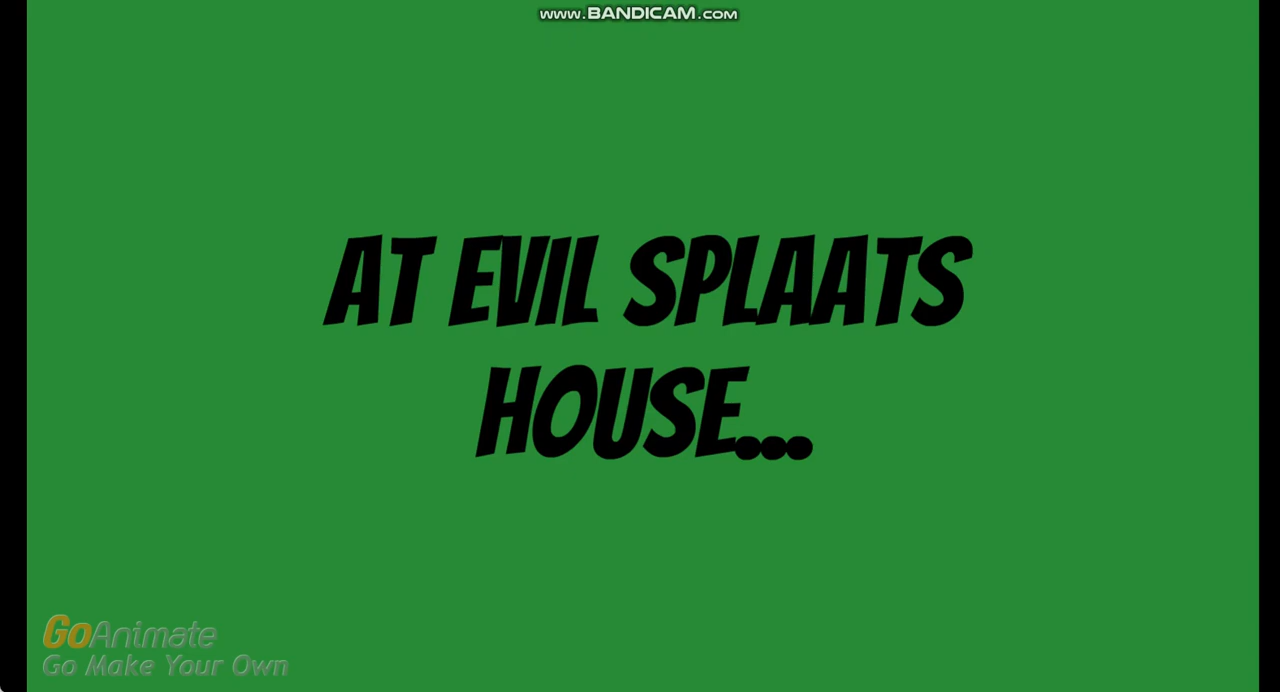 www.BANDICAM.com
AT EVIL SPLAATS
HOUSE...
GoAnimate
Go Make Your Own